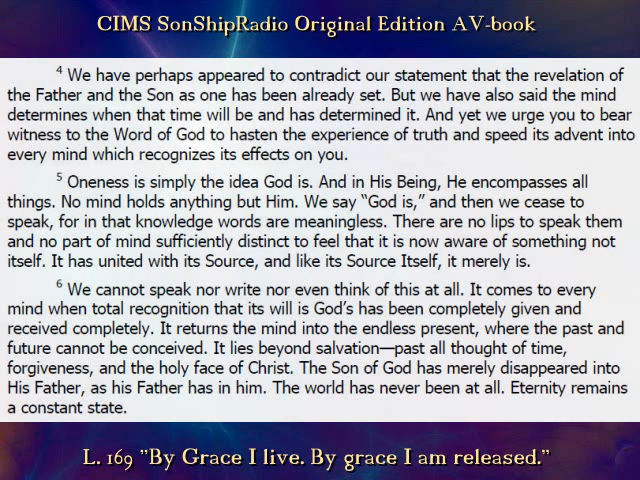 CIMS SonShipRadio Original Edition AV-book
4 We have perhaps appeared to contradict our statement that the revelation of
the Father and the Son as one has been already set. But we have also said the mind
determines when that time will be and has determined it. And yet we urge you to bear
witness to the Word of God to hasten the experience of truth and speed its advent into
every mind which recognizes its effects on you.
5 Oneness is simply the idea God is. And in His Being, He encompasses all
things. No mind holds anything but Him. We say “God is,” and then we cease to
speak, for in that knowledge words are meaningless. There are no lips to speak them
and no part of mind sufficiently distinct to feel that it is now aware of something not
itself. It has united with its Source, and like its Source Itself, it merely is.
6 We cannot speak nor write nor even think of this at all. It comes to every
mind when total recognition that its will is God’s has been completely given and
received completely. It returns the mind into the endless present, where the past and
future cannot be conceived. It lies beyond salvation—past all thought of time,
forgiveness, and the holy face of Christ. The Son of God has merely disappeared into
His Father, as his Father has in him. The world has never been at all. Eternity remains
a constant state.
L. 169 "By Grace I live. By grace I am released."